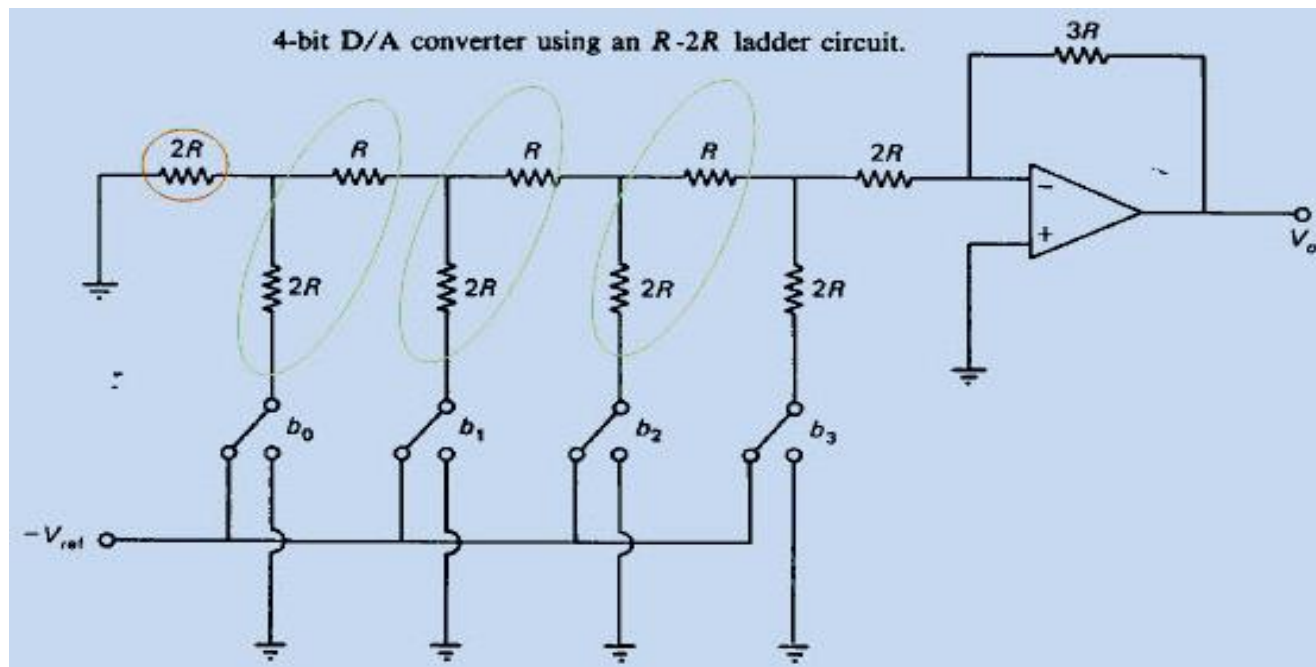 4-bit D/A converter using an R-2R ladder circuit.
3R
2R R R R 2R
−
+
V₀
2R 2R 2R 2R
b₀ b₁ b₂ b₃
−Vref